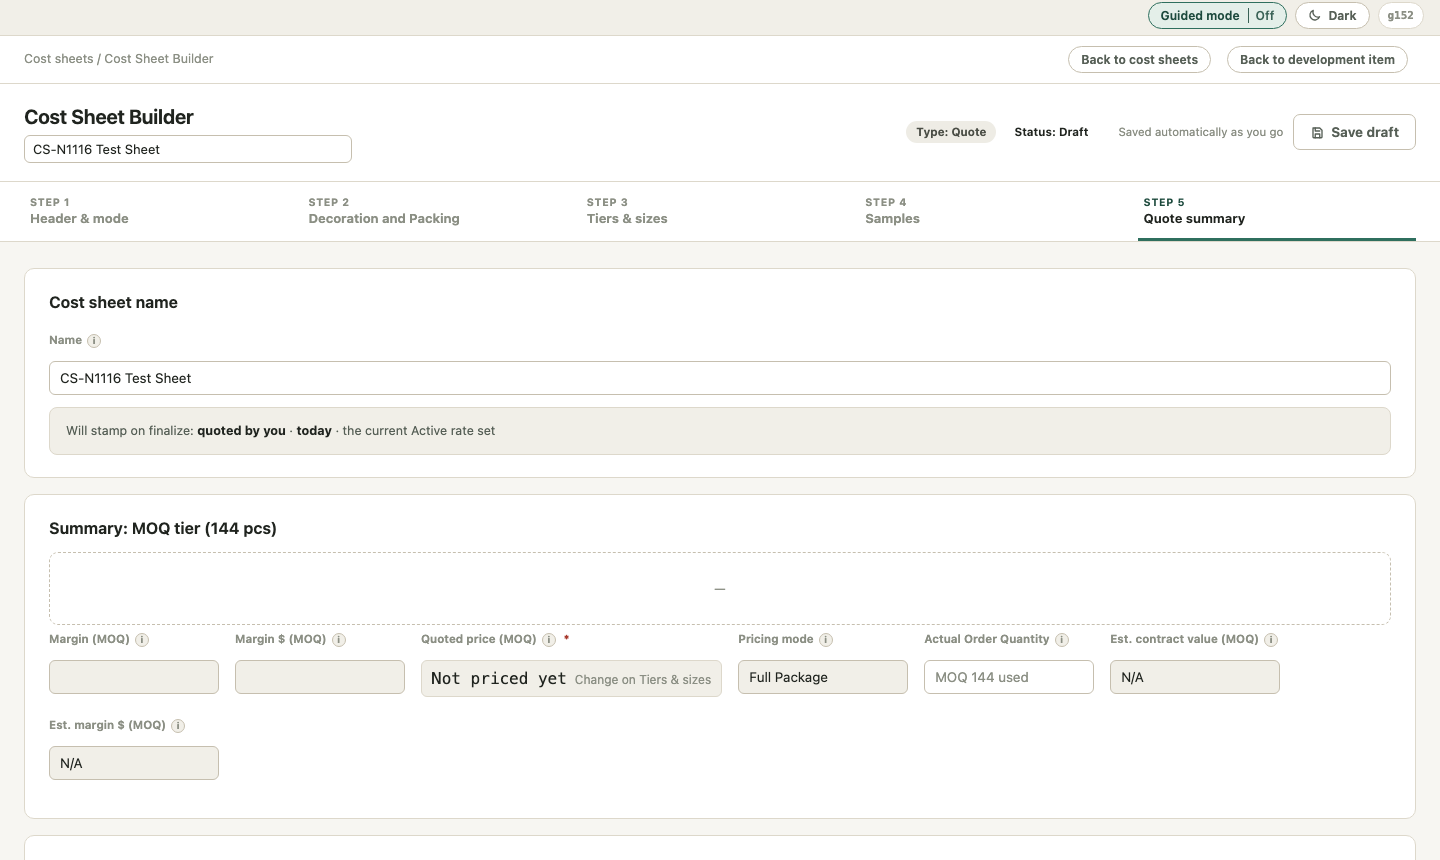 Guided mode | Off
Dark
g152
Cost sheets / Cost Sheet Builder
Back to cost sheets
Back to development item
Cost Sheet Builder
CS-N1116 Test Sheet
Type: Quote
Status: Draft
Saved automatically as you go
Save draft
STEP 1
Header & mode
STEP 2
Decoration and Packing
STEP 3
Tiers & sizes
STEP 4
Samples
STEP 5
Quote summary
Cost sheet name
Name i
CS-N1116 Test Sheet
Will stamp on finalize: quoted by you · today · the current Active rate set
Summary: MOQ tier (144 pcs)
—
Margin (MOQ) i
Margin $ (MOQ) i
Quoted price (MOQ) i *
Not priced yet Change on Tiers & sizes
Pricing mode i
Full Package
Actual Order Quantity i
MOQ 144 used
Est. contract value (MOQ) i
N/A
Est. margin $ (MOQ) i
N/A